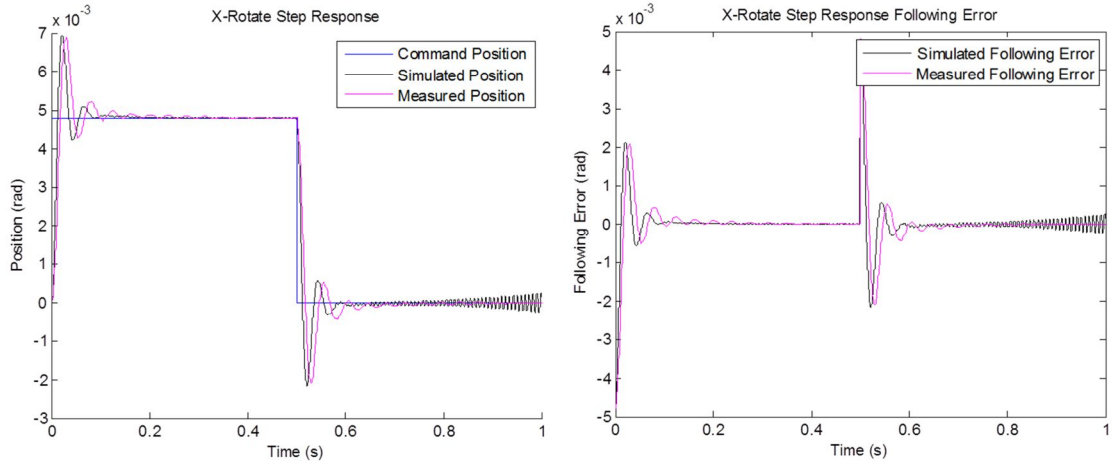 X-Rotate Step Response
x 10⁻³
7
6
5
4
3
2
1
0
-1
-2
-3
0
0.2
0.4
0.6
0.8
1
Position (rad)
Time (s)
Command Position
Simulated Position
Measured Position
X-Rotate Step Response Following Error
x 10⁻³
5
4
3
2
1
0
-1
-2
-3
-4
-5
0
0.2
0.4
0.6
0.8
1
Following Error (rad)
Time (s)
Simulated Following Error
Measured Following Error